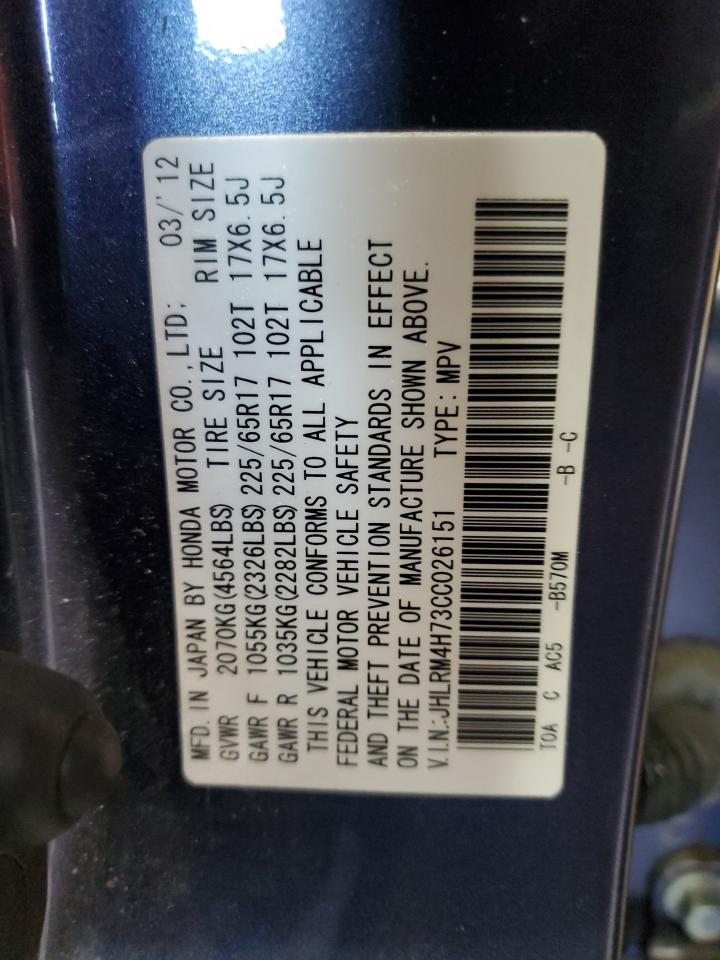 MFD. IN JAPAN BY HONDA MOTOR CO.,LTD; 03/'12
GVWR 2070KG(4564LBS) TIRE SIZE RIM SIZE
GAWR F 1055KG(2326LBS) 225/65R17 102T 17X6.5J
GAWR R 1035KG(2282LBS) 225/65R17 102T 17X6.5J
THIS VEHICLE CONFORMS TO ALL APPLICABLE
FEDERAL MOTOR VEHICLE SAFETY
AND THEFT PREVENTION STANDARDS IN EFFECT
ON THE DATE OF MANUFACTURE SHOWN ABOVE.
V.I.N.:JHLRM4H73CC026151 TYPE: MPV
TOA C AC5 -B570M -B -C